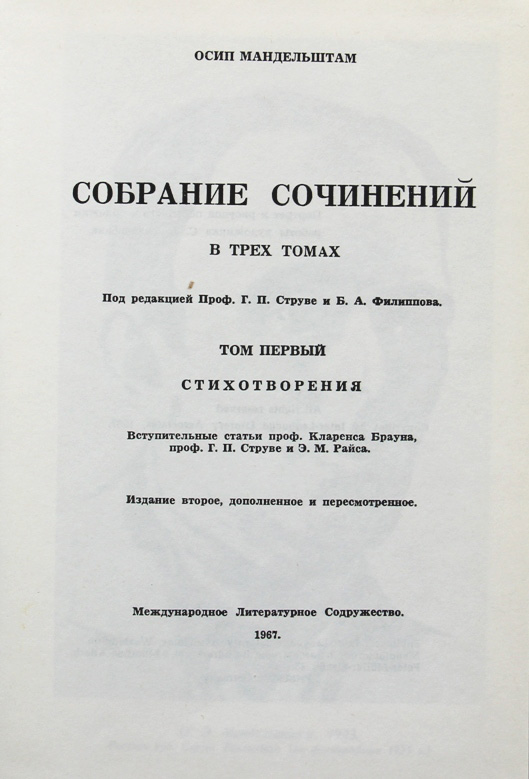 ОСИП МАНДЕЛЬШТАМ
СОБРАНИЕ СОЧИНЕНИЙ
В ТРЕХ ТОМАХ
Под редакцией Проф. Г. П. Струве и Б. А. Филиппова.
ТОМ ПЕРВЫЙ
СТИХОТВОРЕНИЯ
Вступительные статьи проф. Кларенса Брауна,
проф. Г. П. Струве и Э. М. Райса.
Издание второе, дополненное и пересмотренное.
Международное Литературное Содружество.
1967.